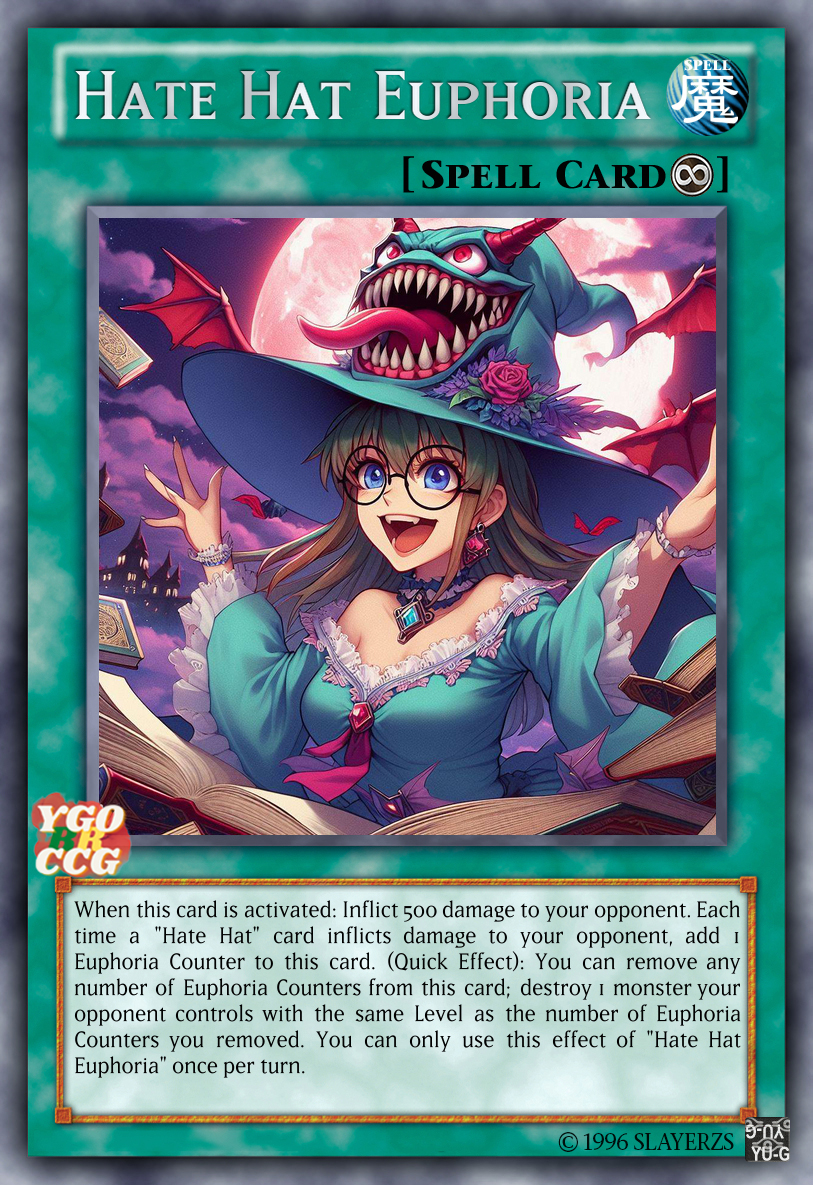 HATE HAT EUPHORIA
SPELL
魔
[SPELL CARD∞]
YGO
BR
CCG
When this card is activated: Inflict 500 damage to your opponent. Each
time a "Hate Hat" card inflicts damage to your opponent, add 1
Euphoria Counter to this card. (Quick Effect): You can remove any
number of Euphoria Counters from this card; destroy 1 monster your
opponent controls with the same Level as the number of Euphoria
Counters you removed. You can only use this effect of "Hate Hat
Euphoria" once per turn.
© 1996 SLAYERZS
YU-G